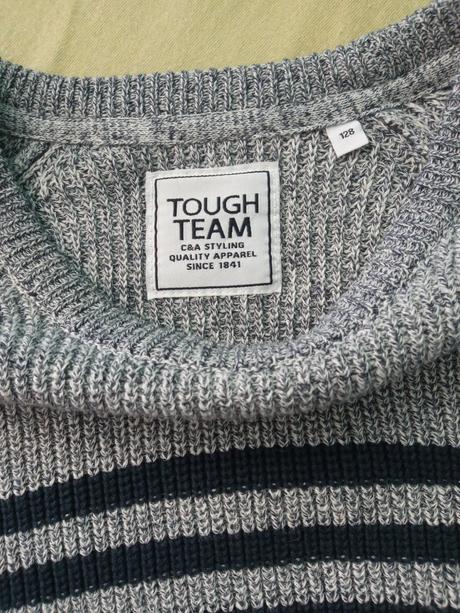 128
TOUGH
TEAM
C&A STYLING
QUALITY APPAREL
SINCE 1841